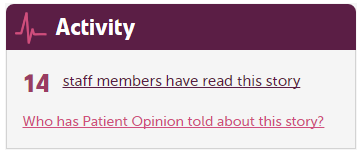 Activity
14 staff members have read this story
Who has Patient Opinion told about this story?